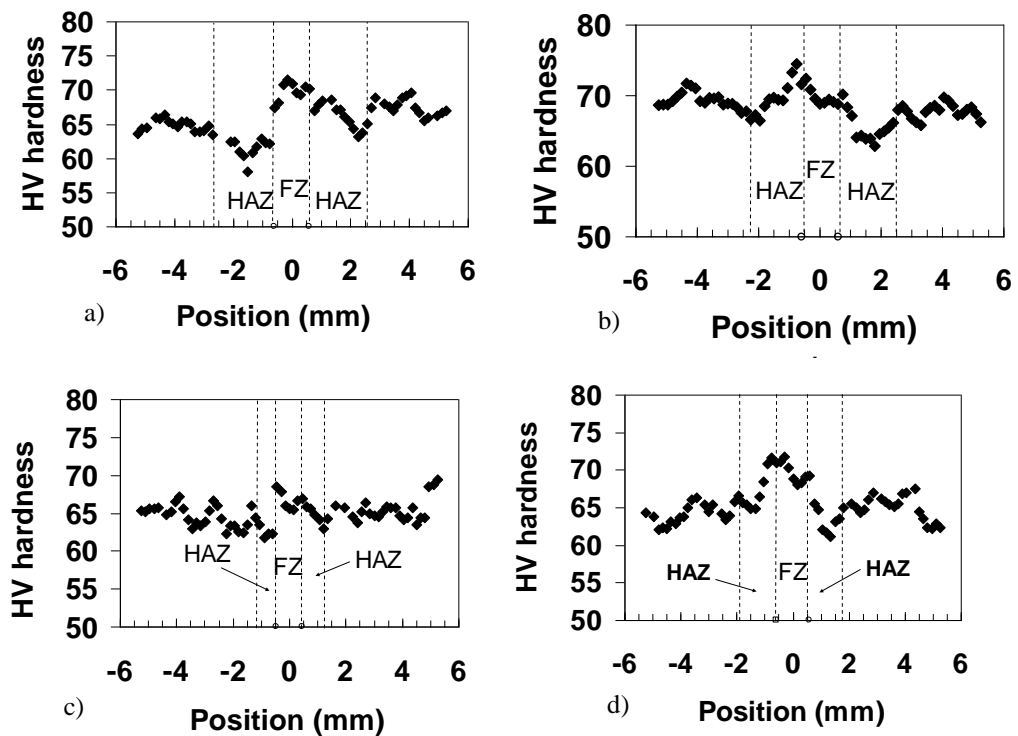 80
75
70
65
60
55
50
HV hardness
HAZ
FZ
HAZ
-6 -4 -2 0 2 4 6
a)
Position (mm)
80
70
60
50
HV hardness
HAZ
FZ
HAZ
-6 -4 -2 0 2 4 6
b)
Position (mm)
80
75
70
65
60
55
50
HV hardness
HAZ
FZ
HAZ
-6 -4 -2 0 2 4 6
c)
Position (mm)
80
75
70
65
60
55
50
HV hardness
HAZ
FZ
HAZ
-6 -4 -2 0 2 4 6
d)
Position (mm)